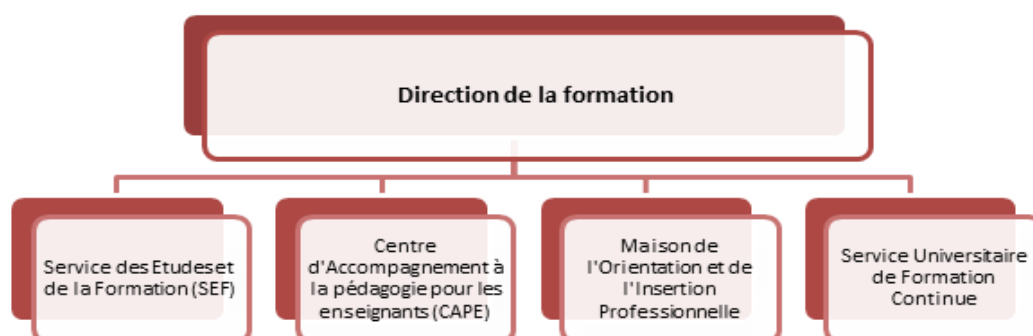 Direction de la formation
Service des Etudeset
de la Formation (SEF)
Centre
d'Accompagnement à
la pédagogie pour les
enseignants (CAPE)
Maison de
l'Orientation et de
l'Insertion
Professionnelle
Service Universitaire
de Formation
Continue